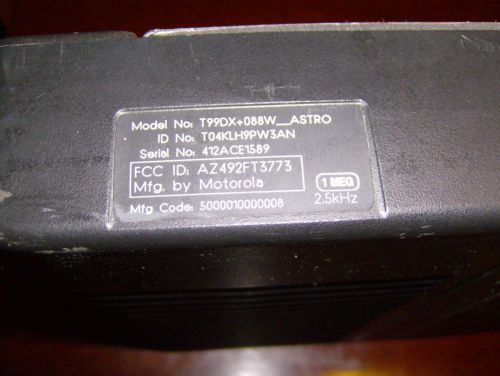 Model No: T99DX+088W__ASTRO
ID No: T04KLH9PW3AN
Serial No: 412ACE1589
FCC ID: AZ492FT3773
Mfg. by Motorola
1 MEG
2.5kHz
Mfg Code: 5000010000008